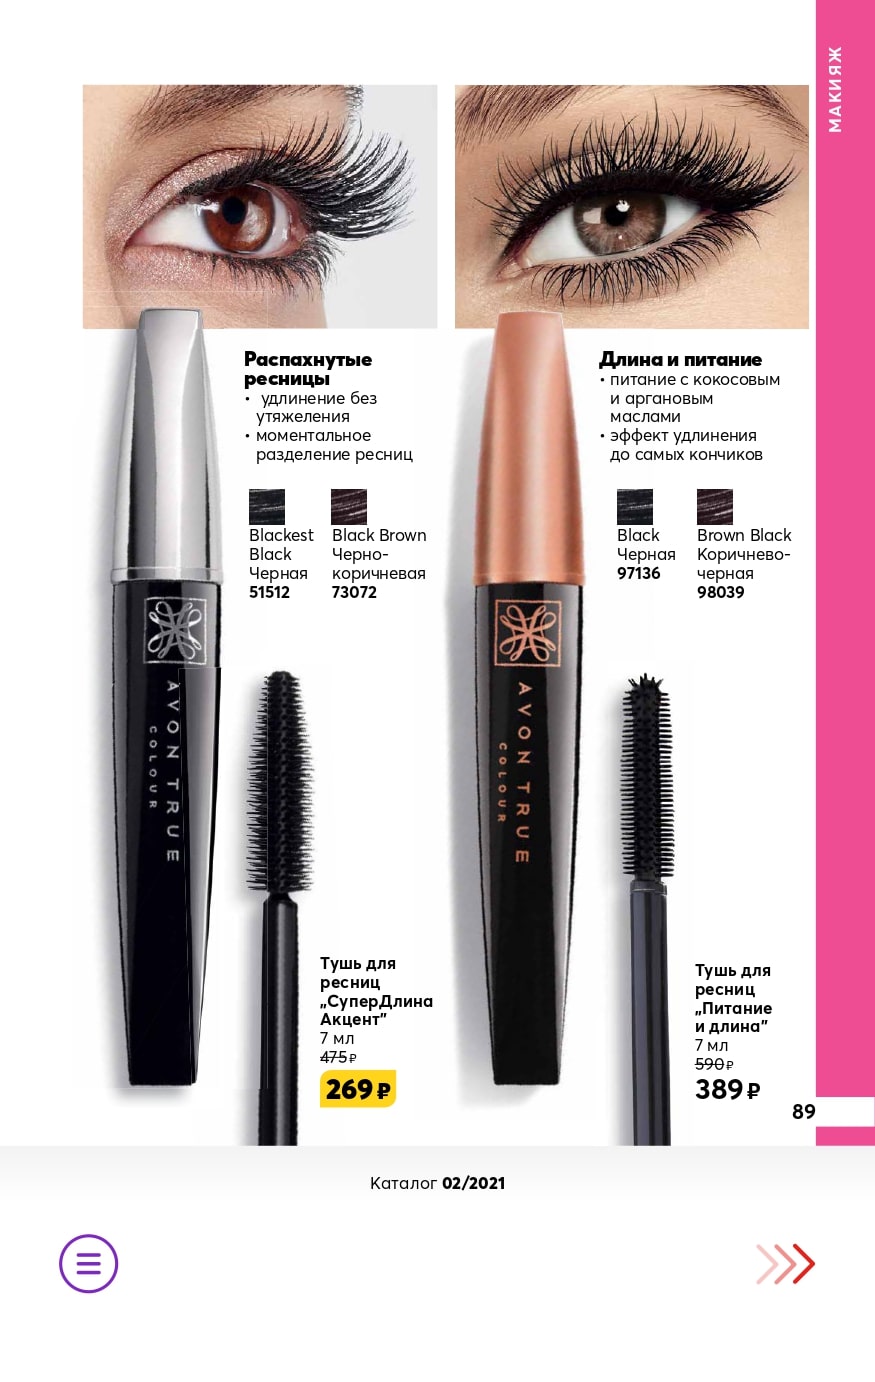 МАКИЯЖ
Распахнутые
ресницы
• удлинение без
утяжеления
• моментальное
разделение ресниц
Blackest
Black
Черная
51512
Black Brown
Черно-
коричневая
73072
Длина и питание
• питание с кокосовым
и аргановым
маслами
• эффект удлинения
до самых кончиков
Black
Черная
97136
Brown Black
Коричнево-
черная
98039
AVON TRUE
COLOUR
AVON TRUE
COLOUR
Тушь для
ресниц
„СуперДлина
Акцент”
7 мл
475 ₽
269 ₽
Тушь для
ресниц
„Питание
и длина”
7 мл
590 ₽
389 ₽
89
Каталог 02/2021